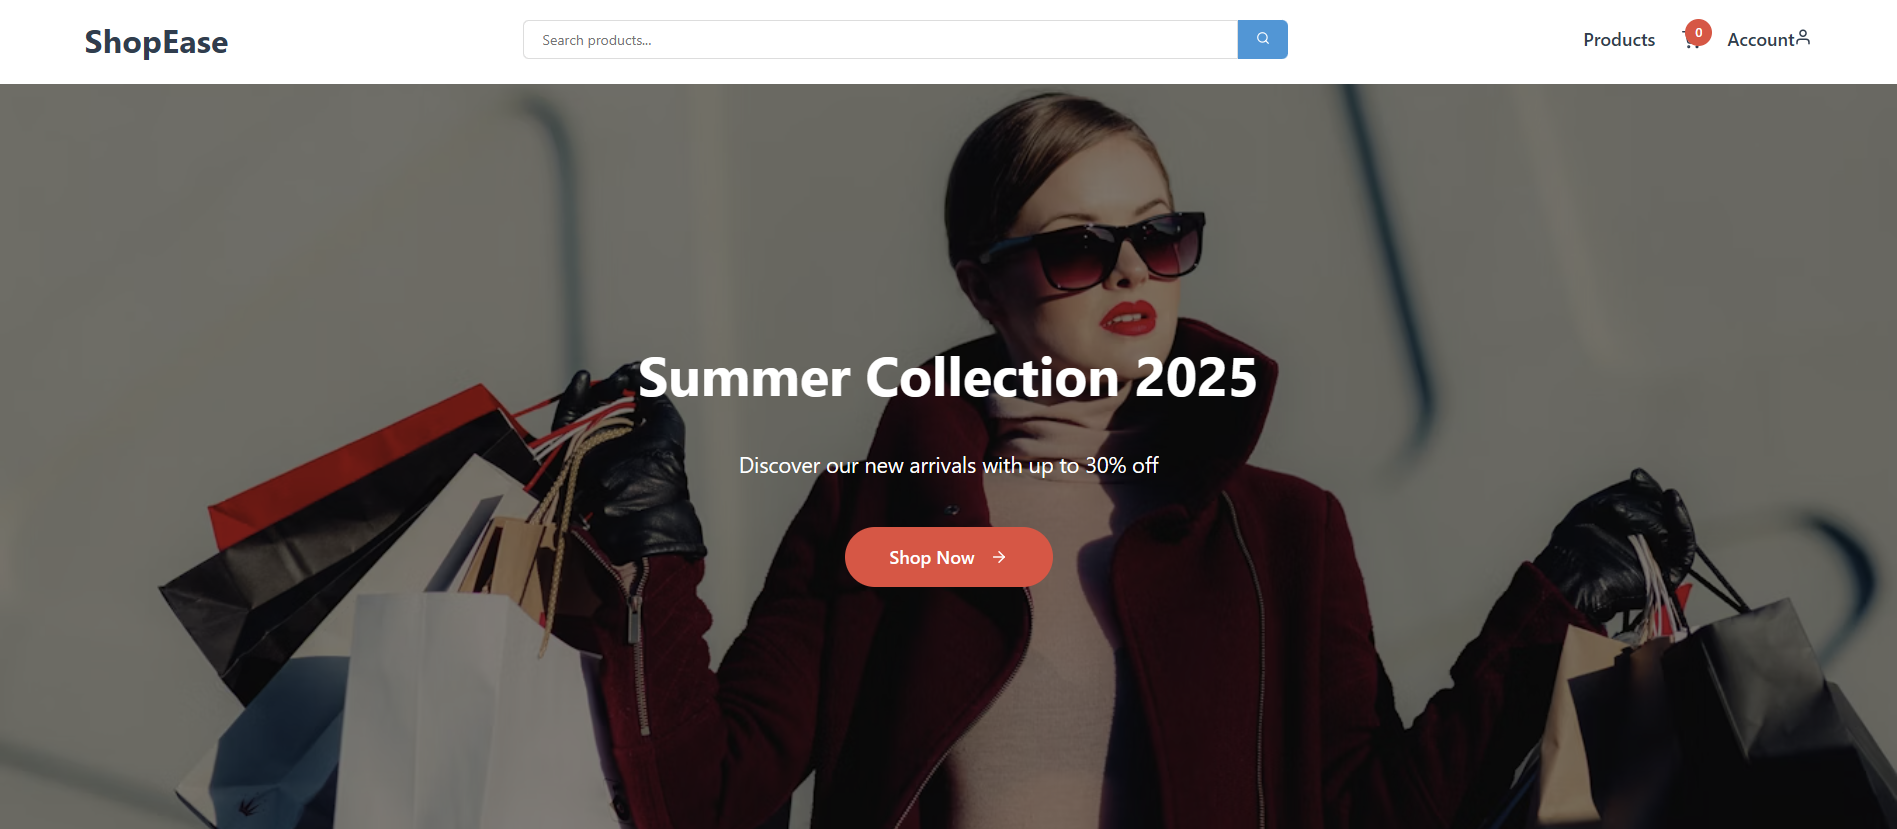 ShopEase
Search products...
Products
0
Account
Summer Collection 2025
Discover our new arrivals with up to 30% off
Shop Now